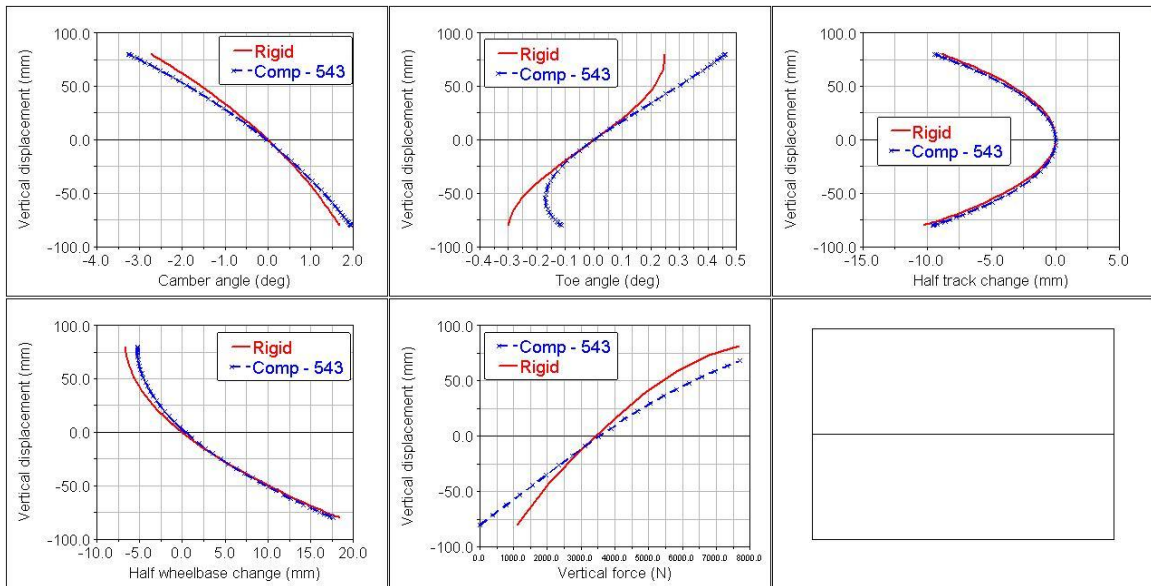 100.0
50.0
0.0
-50.0
-100.0
Vertical displacement (mm)
Rigid
Comp - 543
-4.0 -3.0 -2.0 -1.0 0.0 1.0 2.0
Camber angle (deg)
100.0
50.0
0.0
-50.0
-100.0
Vertical displacement (mm)
Rigid
Comp - 543
-0.4 -0.3 -0.2 -0.1 0.0 0.1 0.2 0.3 0.4 0.5
Toe angle (deg)
100.0
50.0
0.0
-50.0
-100.0
Vertical displacement (mm)
Rigid
Comp - 543
-15.0 -10.0 -5.0 0.0 5.0
Half track change (mm)
100.0
50.0
0.0
-50.0
-100.0
Vertical displacement (mm)
Rigid
Comp - 543
-10.0 -5.0 0.0 5.0 10.0 15.0 20.0
Half wheelbase change (mm)
100.0
50.0
0.0
-50.0
-100.0
Vertical displacement (mm)
Comp - 543
Rigid
0.0 1000.0 2000.0 3000.0 4000.0 5000.0 6000.0 7000.0 8000.0
Vertical force (N)